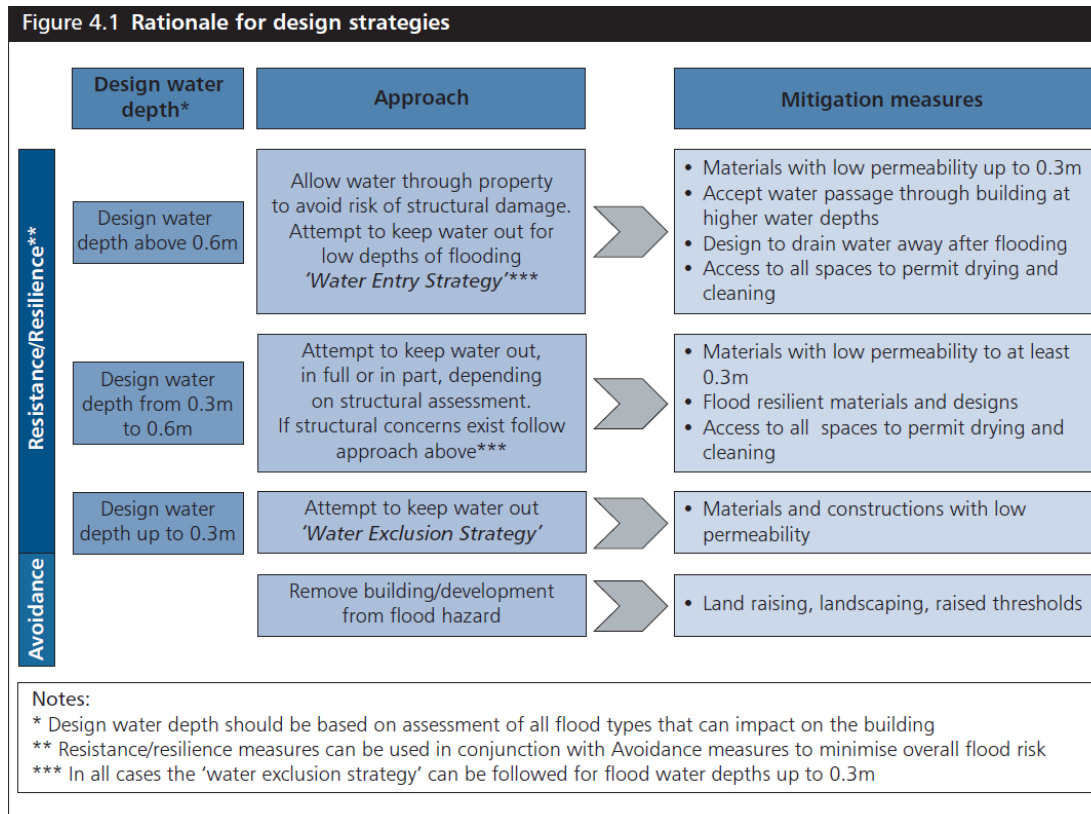 Figure 4.1 Rationale for design strategies
Design water
depth*
Approach
Mitigation measures
Resistance/Resilience**
Design water
depth above 0.6m
Allow water through property
to avoid risk of structural damage.
Attempt to keep water out for
low depths of flooding
‘Water Entry Strategy’***
• Materials with low permeability up to 0.3m
• Accept water passage through building at
higher water depths
• Design to drain water away after flooding
• Access to all spaces to permit drying and
cleaning
Design water
depth from 0.3m
to 0.6m
Attempt to keep water out,
in full or in part, depending
on structural assessment.
If structural concerns exist follow
approach above***
• Materials with low permeability to at least
0.3m
• Flood resilient materials and designs
• Access to all spaces to permit drying and
cleaning
Design water
depth up to 0.3m
Attempt to keep water out
‘Water Exclusion Strategy’
• Materials and constructions with low
permeability
Avoidance
Remove building/development
from flood hazard
• Land raising, landscaping, raised thresholds
Notes:
* Design water depth should be based on assessment of all flood types that can impact on the building
** Resistance/resilience measures can be used in conjunction with Avoidance measures to minimise overall flood risk
*** In all cases the ‘water exclusion strategy’ can be followed for flood water depths up to 0.3m